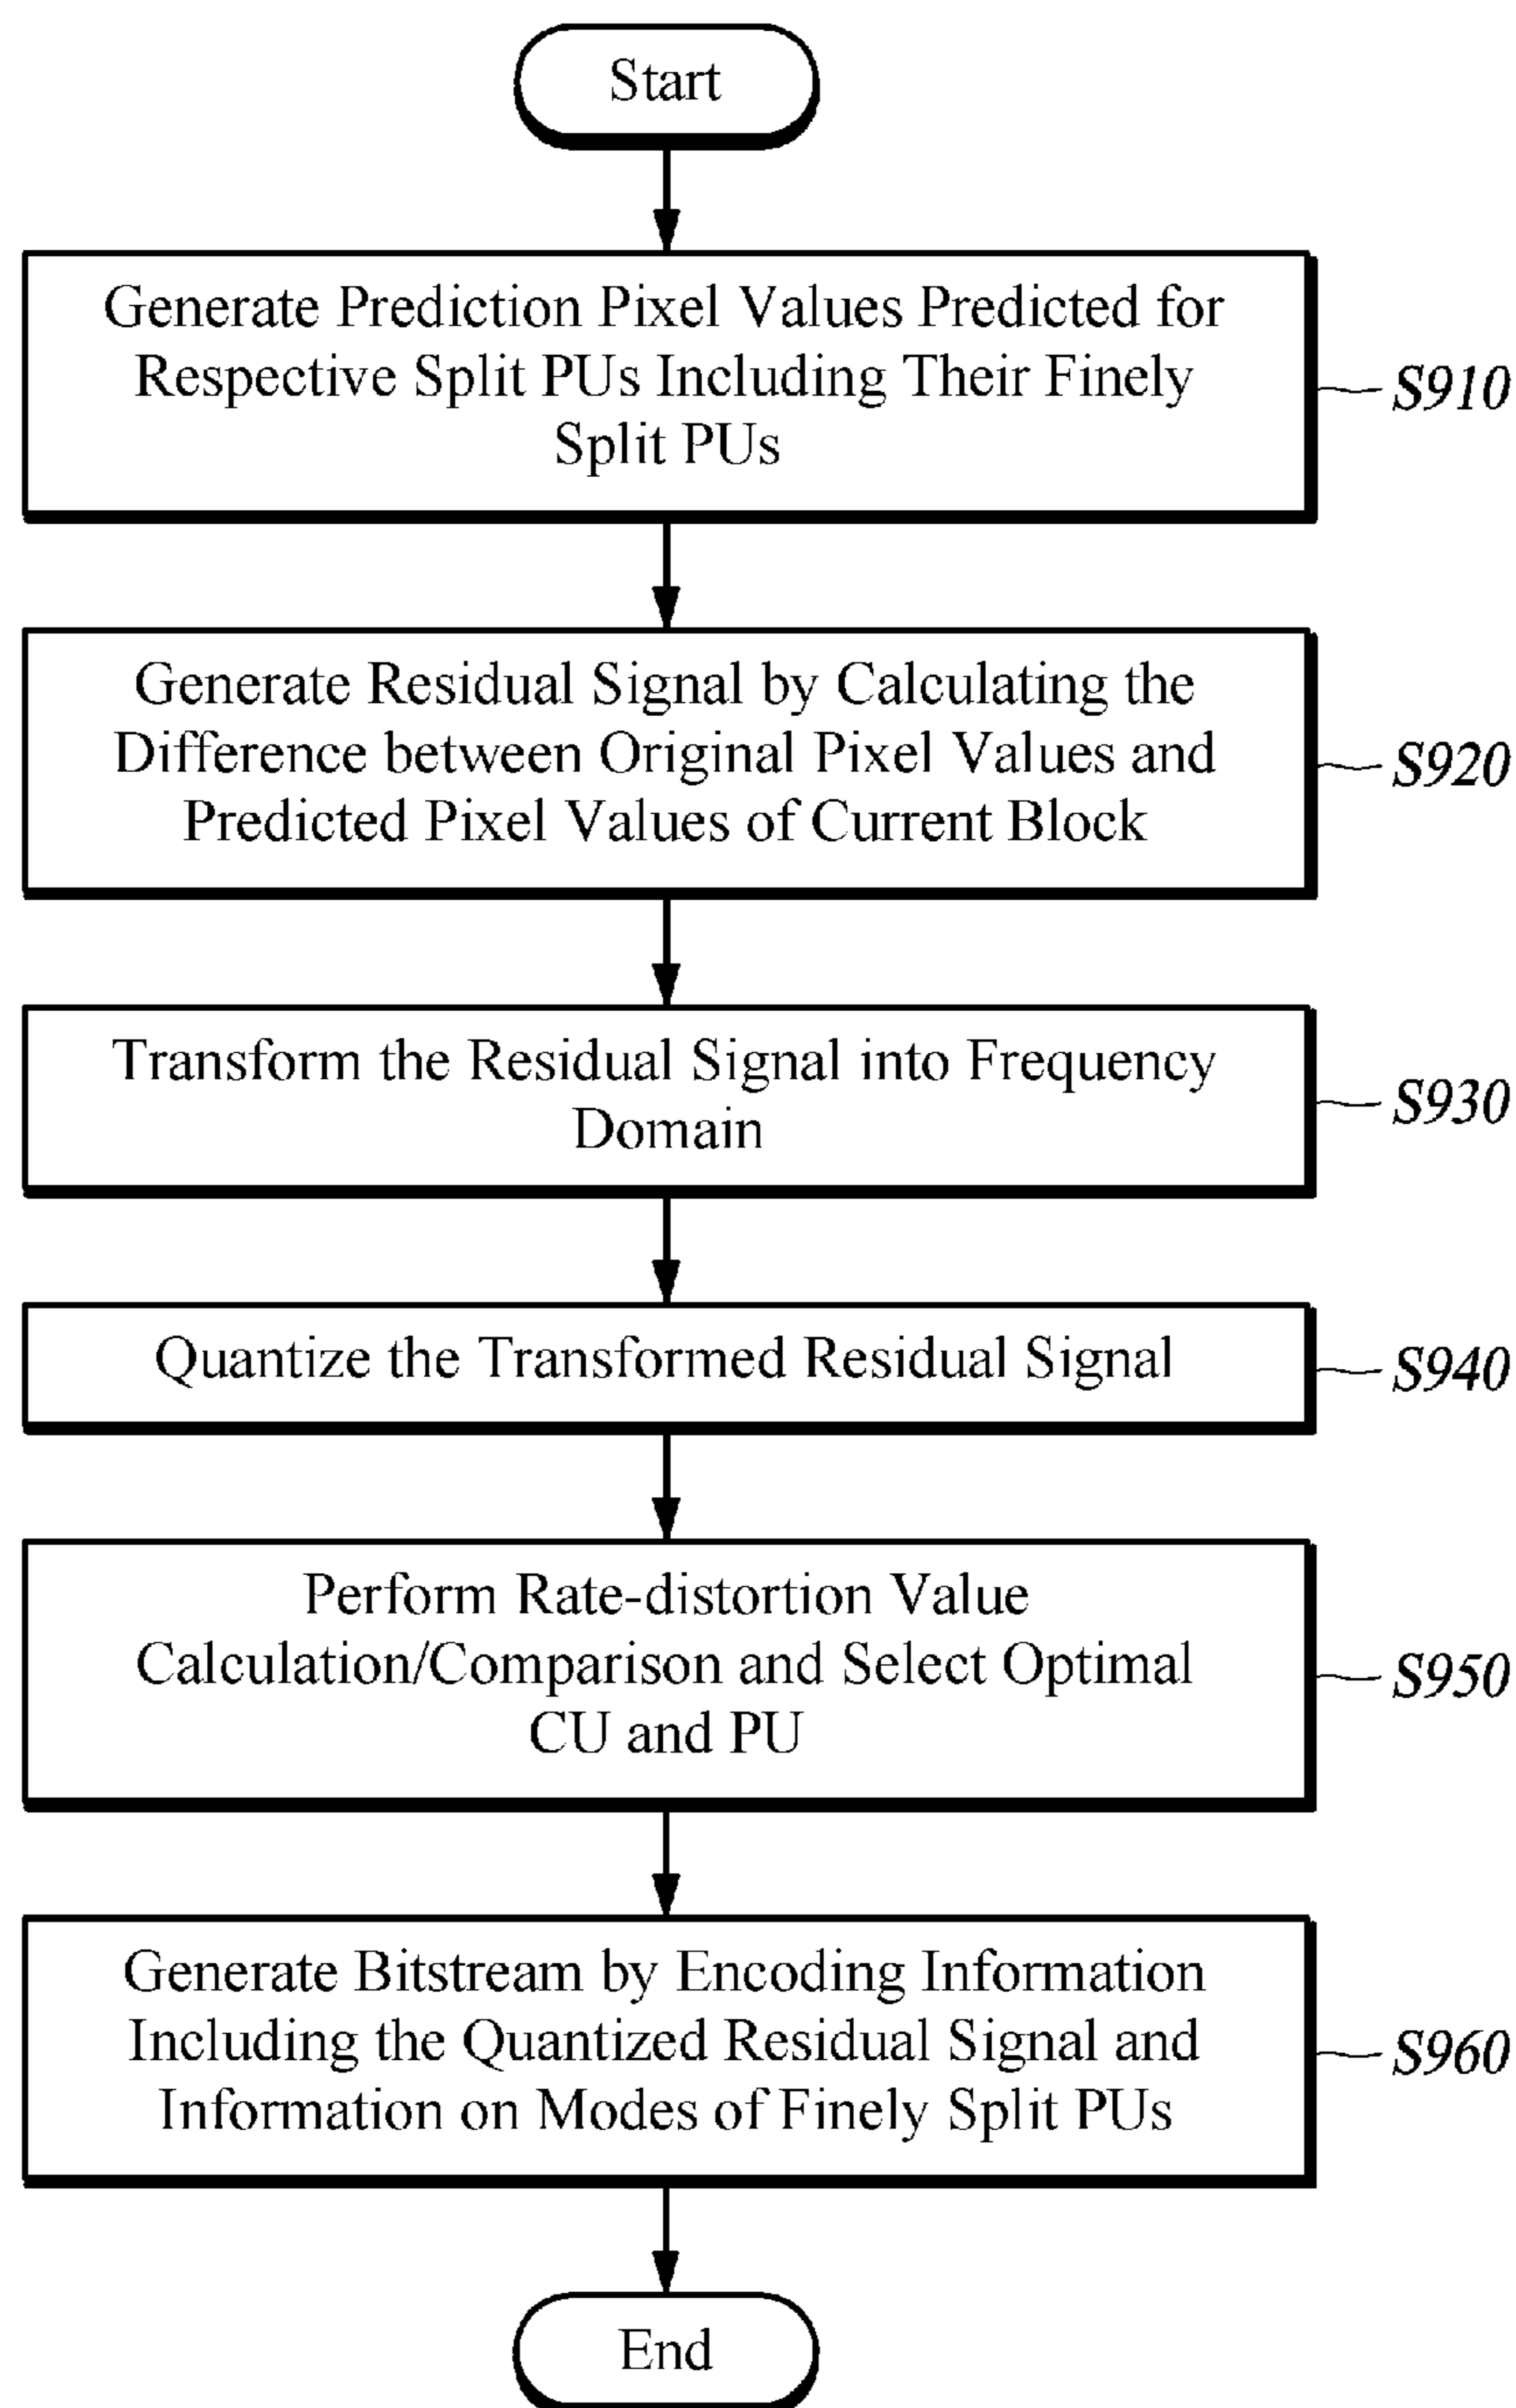 Start
Generate Prediction Pixel Values Predicted for
Respective Split PUs Including Their Finely
Split PUs
S910
Generate Residual Signal by Calculating the
Difference between Original Pixel Values and
Predicted Pixel Values of Current Block
S920
Transform the Residual Signal into Frequency
Domain
S930
Quantize the Transformed Residual Signal
S940
Perform Rate-distortion Value
Calculation/Comparison and Select Optimal
CU and PU
S950
Generate Bitstream by Encoding Information
Including the Quantized Residual Signal and
Information on Modes of Finely Split PUs
S960
End